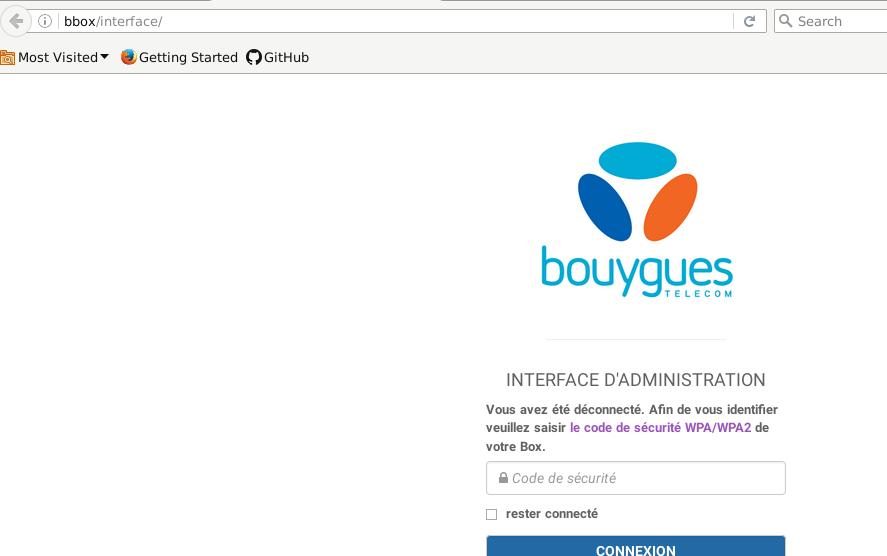 bbox/interface/
Search
Most Visited Getting Started GitHub
bouygues
TELECOM
INTERFACE D'ADMINISTRATION
Vous avez été déconnecté. Afin de vous identifier
veuillez saisir le code de sécurité WPA/WPA2 de
votre Box.
Code de sécurité
rester connecté
CONNEXION